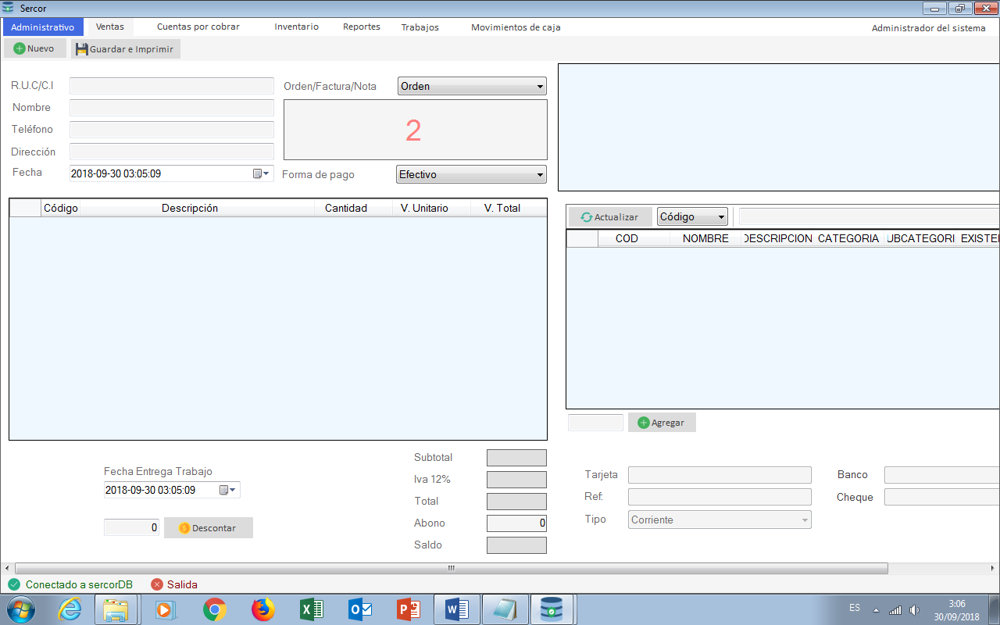 Sercor
Administrativo Ventas Cuentas por cobrar Inventario Reportes Trabajos Movimientos de caja Administrador del sistema
Nuevo Guardar e Imprimir
R.U.C/C.I Orden/Factura/Nota Orden
Nombre
Teléfono
2
Dirección
Fecha 2018-09-30 03:05:09 Forma de pago Efectivo
Código Descripción Cantidad V. Unitario V. Total
Actualizar Código
COD NOMBRE DESCRIPCION CATEGORIA UBCATEGORI EXISTE
Agregar
Subtotal
Fecha Entrega Trabajo
Iva 12%
2018-09-30 03:05:09
Total
Abono 0
0 Descontar
Saldo
Tarjeta Banco
Ref: Cheque
Tipo Corriente
Conectado a sercorDB Salida
ES 3:06
30/09/2018